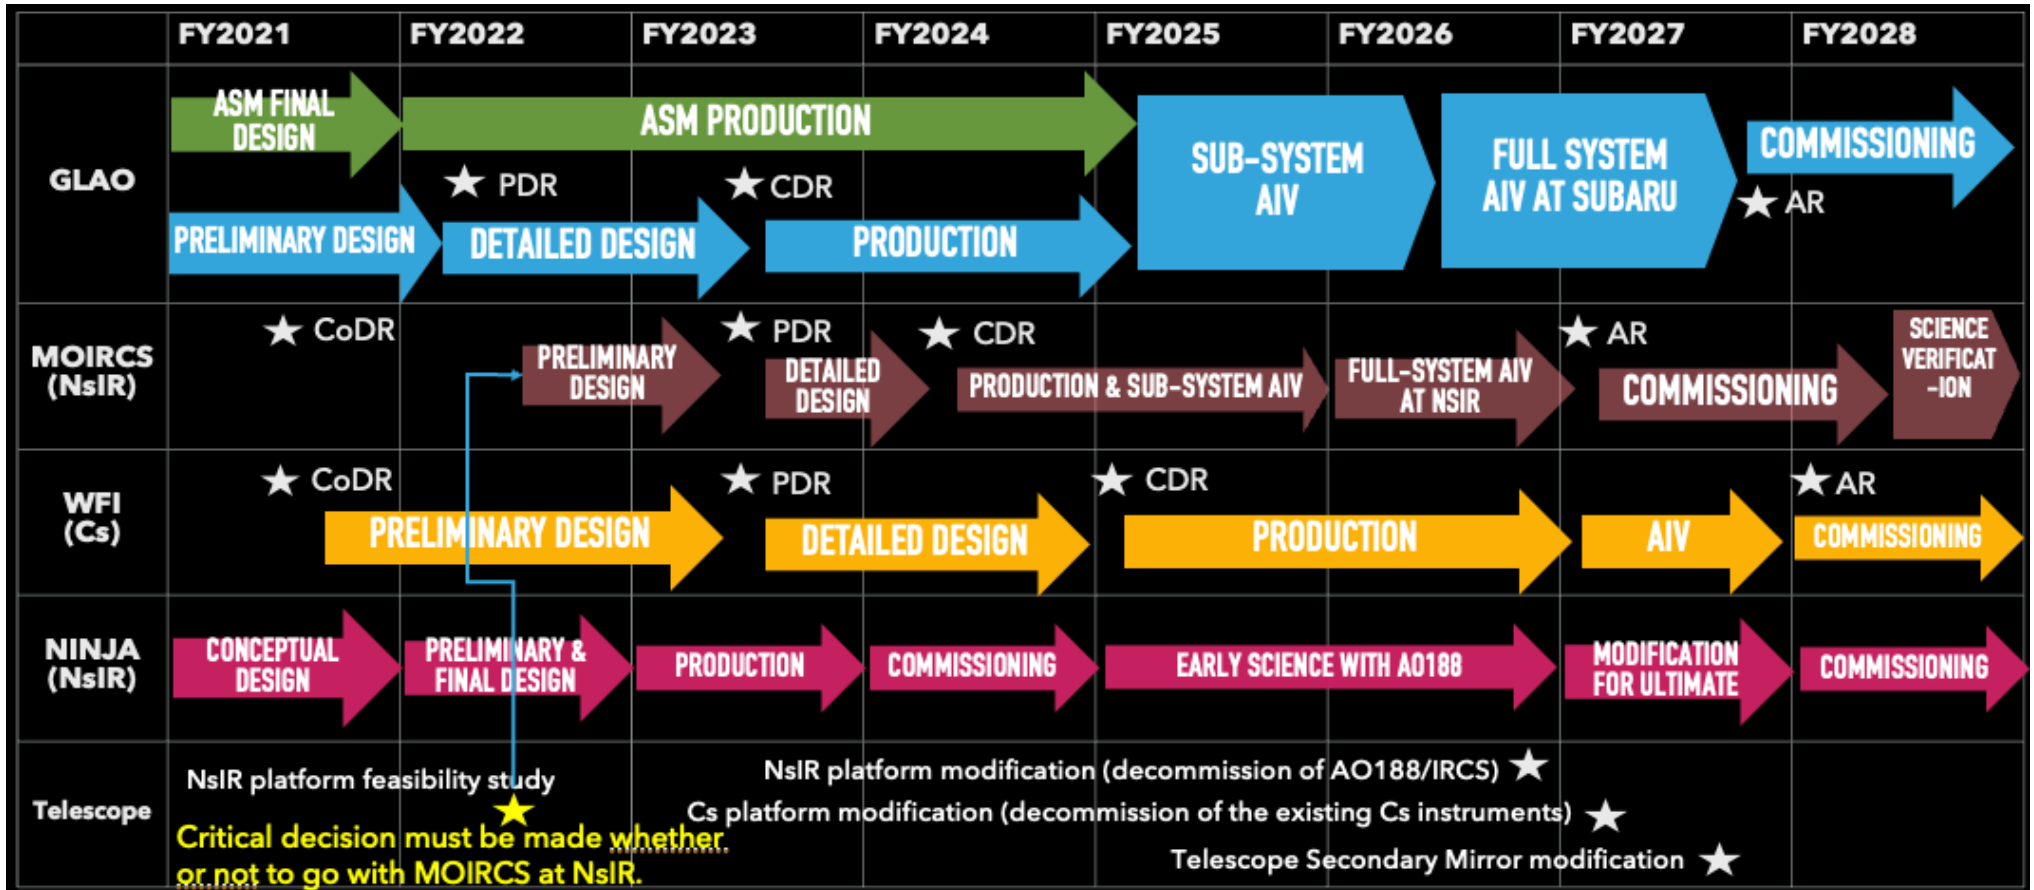 FY2021 FY2022 FY2023 FY2024 FY2025 FY2026 FY2027 FY2028
GLAO
ASM FINAL
DESIGN
ASM PRODUCTION
PDR
CDR
PRELIMINARY DESIGN
DETAILED DESIGN
PRODUCTION
SUB-SYSTEM
AIV
FULL SYSTEM
AIV AT SUBARU
COMMISSIONING
AR
MOIRCS
(NsIR)
CoDR
PRELIMINARY
DESIGN
PDR
DETAILED
DESIGN
CDR
PRODUCTION & SUB-SYSTEM AIV
FULL-SYSTEM AIV
AT NSIR
AR
COMMISSIONING
SCIENCE
VERIFICAT
-ION
WFI
(Cs)
CoDR
PRELIMINARY DESIGN
PDR
DETAILED DESIGN
CDR
PRODUCTION
AIV
AR
COMMISSIONING
NINJA
(NsIR)
CONCEPTUAL
DESIGN
PRELIMINARY &
FINAL DESIGN
PRODUCTION
COMMISSIONING
EARLY SCIENCE WITH AO188
MODIFICATION
FOR ULTIMATE
COMMISSIONING
Telescope
NsIR platform feasibility study
Critical decision must be made whether
or not to go with MOIRCS at NsIR.
NsIR platform modification (decommission of AO188/IRCS)
Cs platform modification (decommission of the existing Cs instruments)
Telescope Secondary Mirror modification